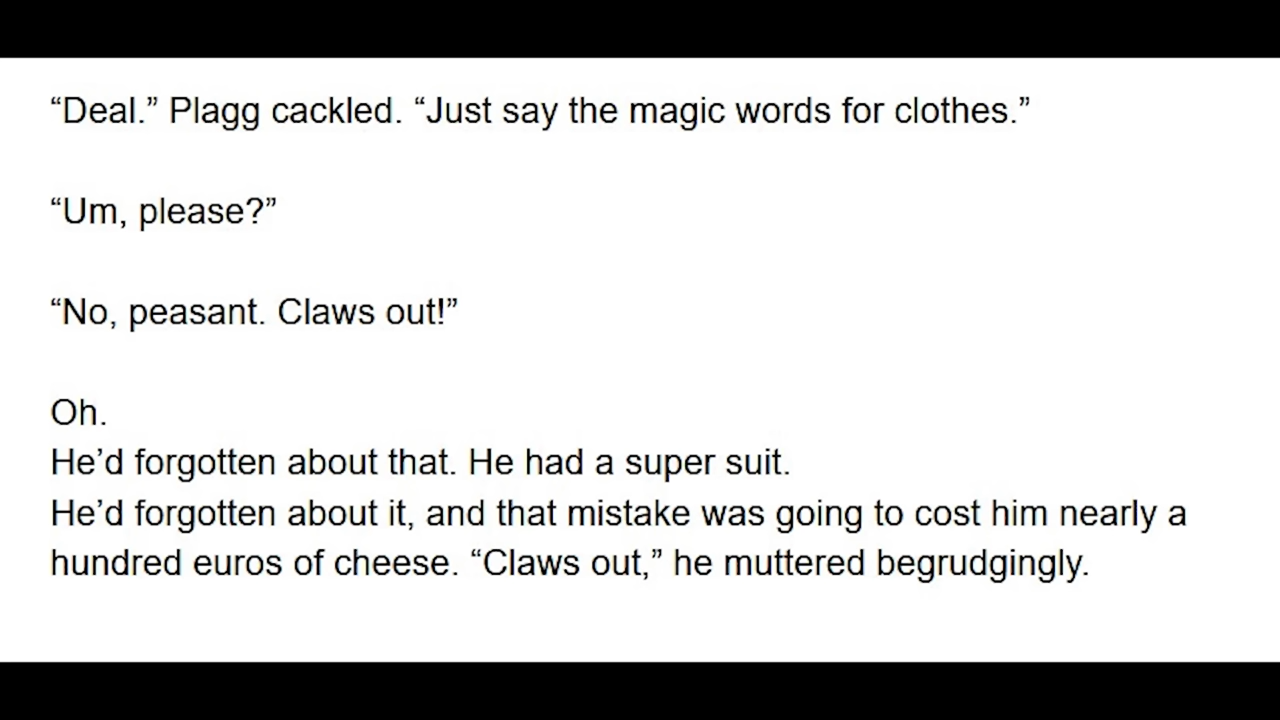 “Deal.” Plagg cackled. “Just say the magic words for clothes.”
“Um, please?”
“No, peasant. Claws out!”
Oh.
He’d forgotten about that. He had a super suit.
He’d forgotten about it, and that mistake was going to cost him nearly a
hundred euros of cheese. “Claws out,” he muttered begrudgingly.